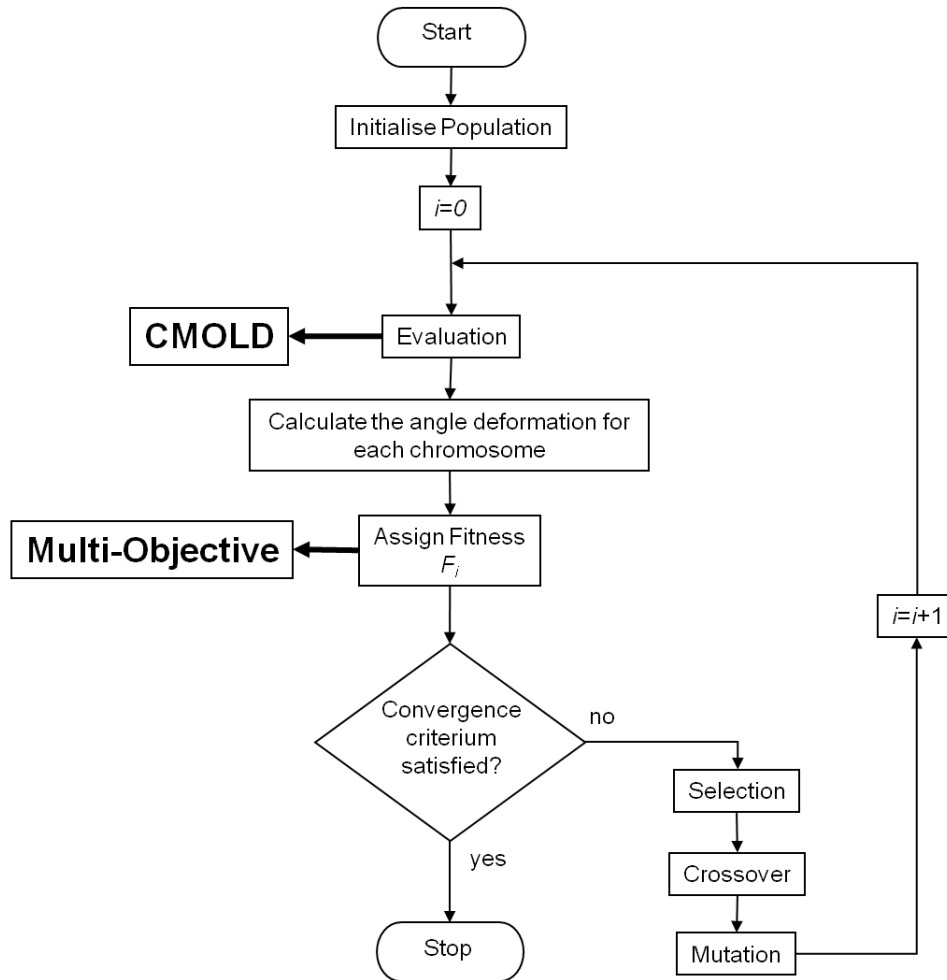 Start
Initialise Population
i=0
CMOLD
Evaluation
Calculate the angle deformation for
each chromosome
Multi-Objective
Assign Fitness
Fi
i=i+1
Convergence
criterium
satisfied?
no
Selection
yes
Crossover
Stop
Mutation